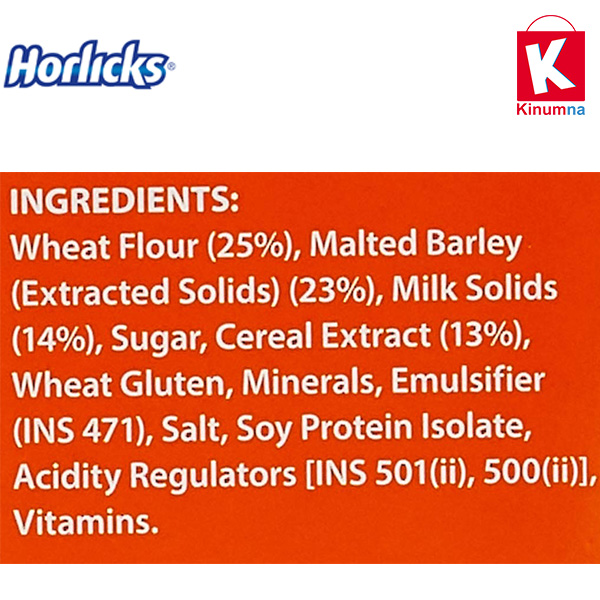 Horlicks
K
Kinumna
INGREDIENTS:
Wheat Flour (25%), Malted Barley
(Extracted Solids) (23%), Milk Solids
(14%), Sugar, Cereal Extract (13%),
Wheat Gluten, Minerals, Emulsifier
(INS 471), Salt, Soy Protein Isolate,
Acidity Regulators [INS 501(ii), 500(ii)],
Vitamins.